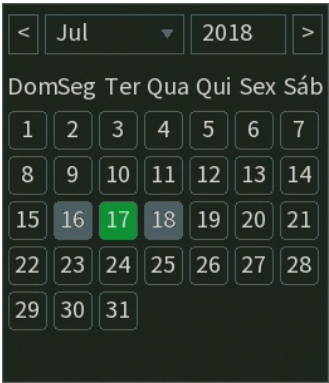 < Jul 2018 >
Dom Seg Ter Qua Qui Sex Sáb
1 2 3 4 5 6 7
8 9 10 11 12 13 14
15 16 17 18 19 20 21
22 23 24 25 26 27 28
29 30 31